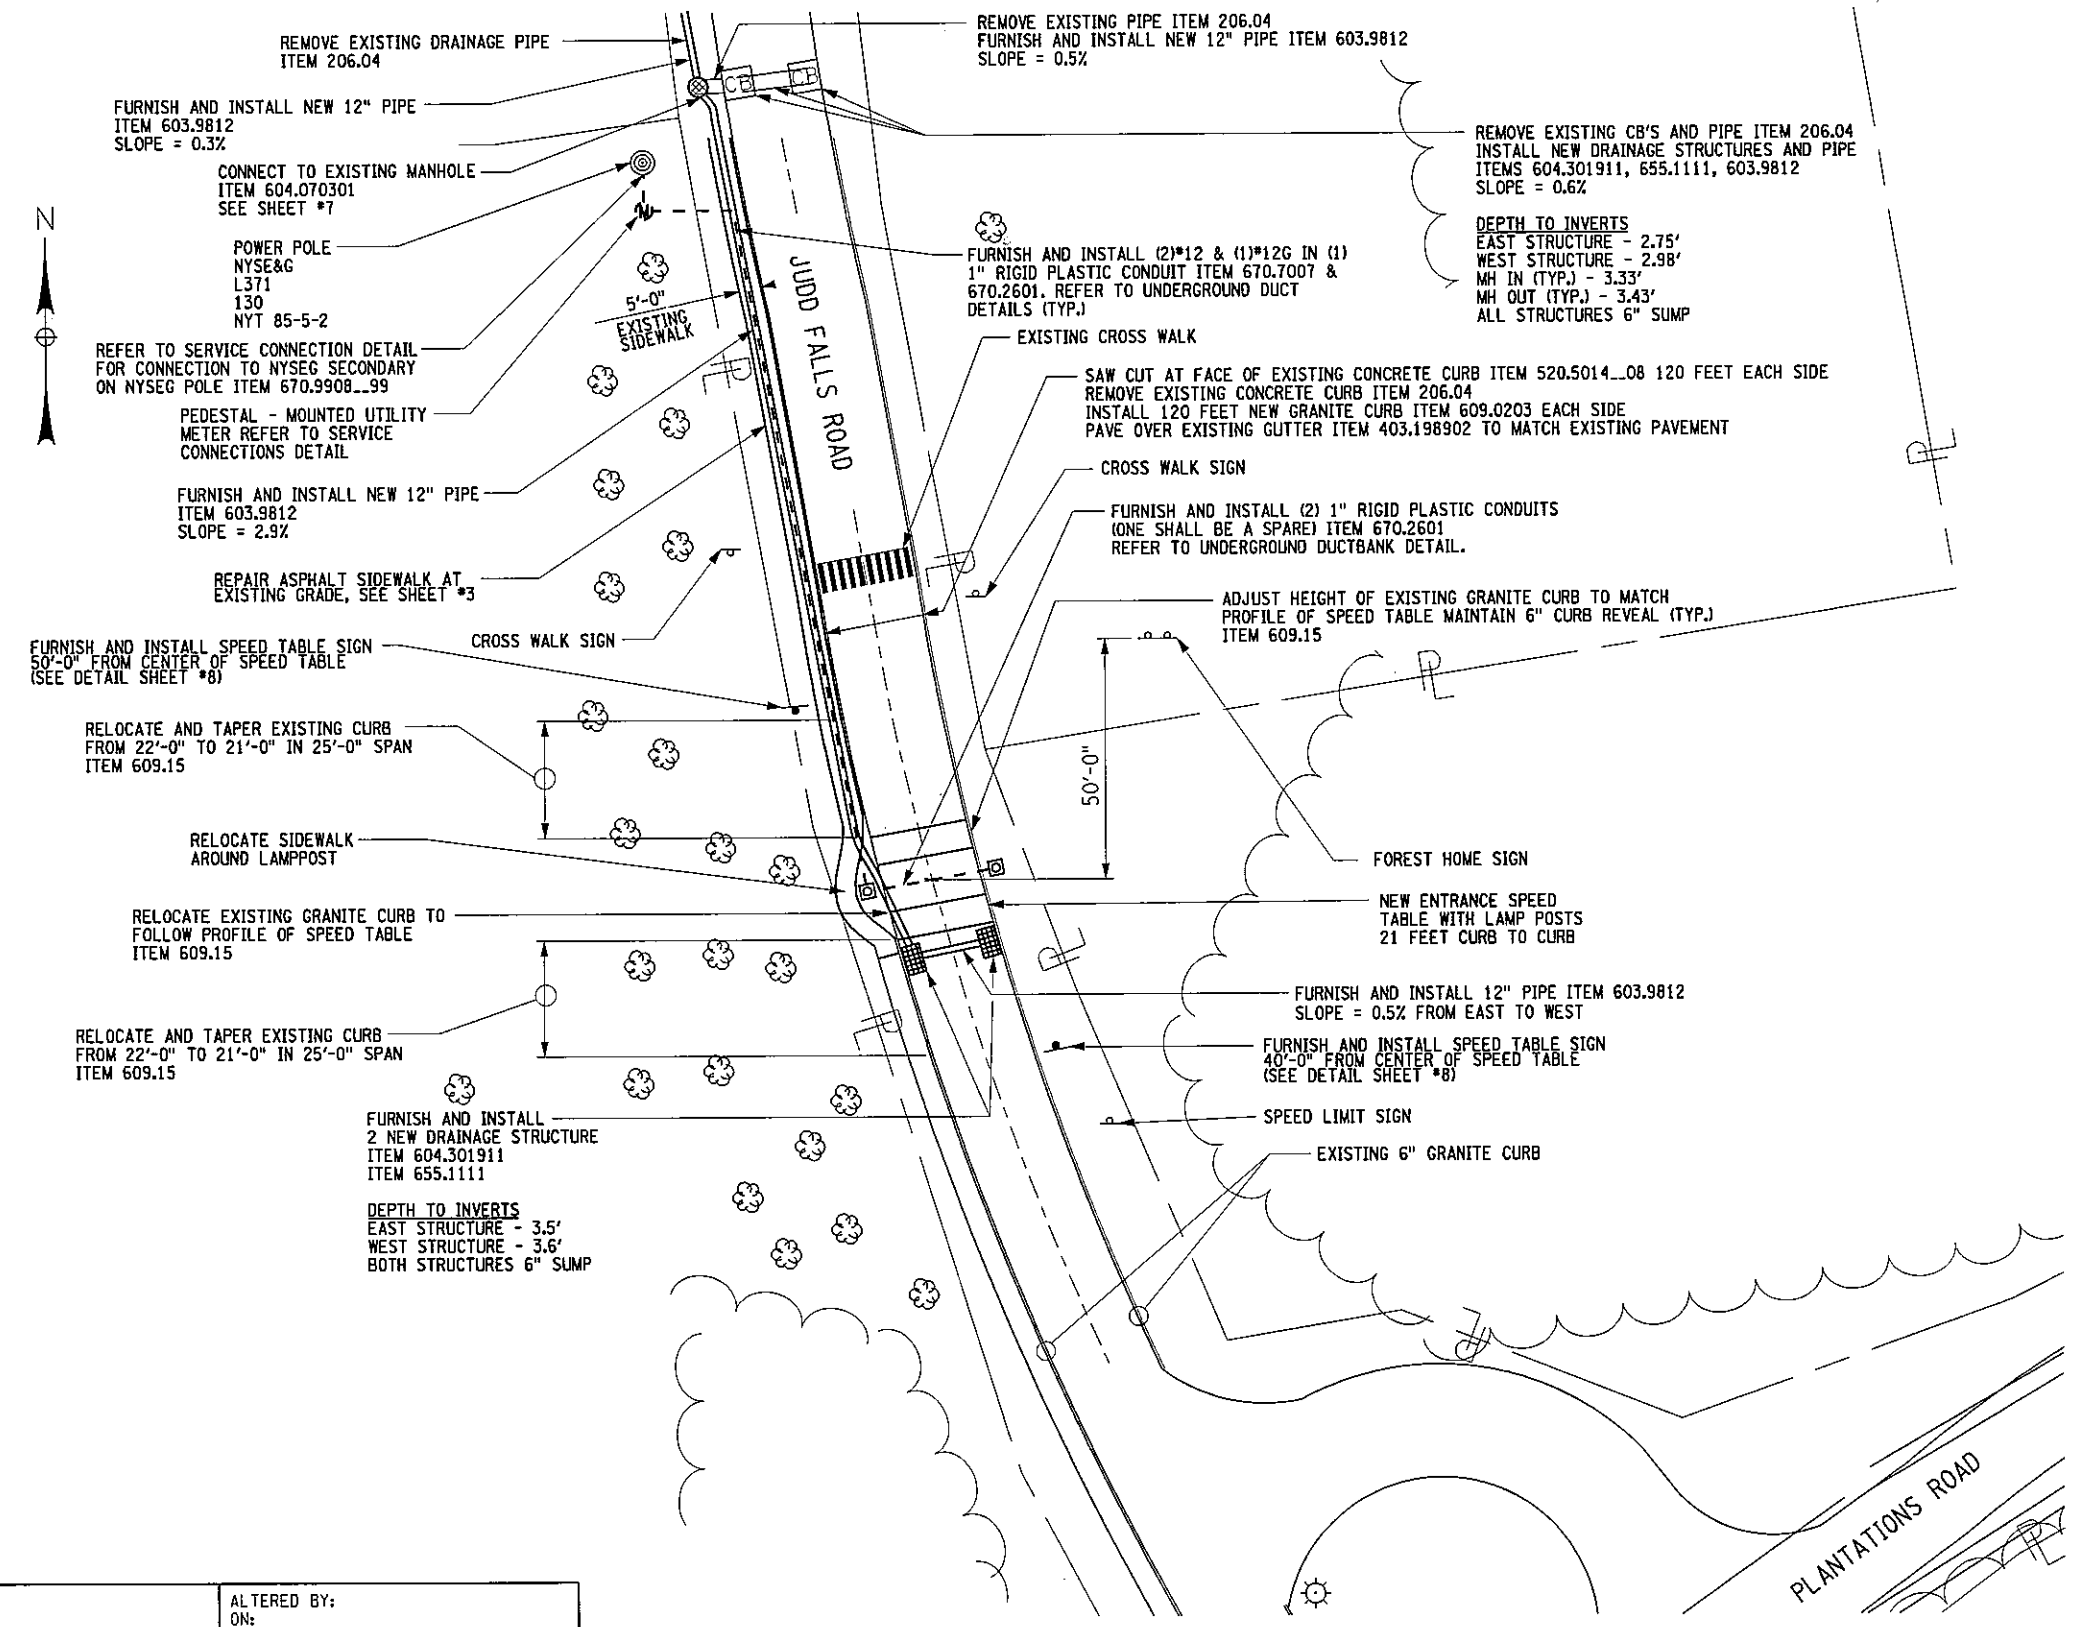 REMOVE EXISTING DRAINAGE PIPE
ITEM 206.04
FURNISH AND INSTALL NEW 12" PIPE
ITEM 603.9812
SLOPE = 0.3%
CONNECT TO EXISTING MANHOLE
ITEM 604.070301
SEE SHEET #7
POWER POLE
NYSE&G
L371
130
NYT 85-5-2
REFER TO SERVICE CONNECTION DETAIL
FOR CONNECTION TO NYSEG SECONDARY
ON NYSEG POLE ITEM 670.9908__99
PEDESTAL - MOUNTED UTILITY
METER REFER TO SERVICE
CONNECTIONS DETAIL
FURNISH AND INSTALL NEW 12" PIPE
ITEM 603.9812
SLOPE = 2.9%
REPAIR ASPHALT SIDEWALK AT
EXISTING GRADE, SEE SHEET #3
CROSS WALK SIGN
FURNISH AND INSTALL SPEED TABLE SIGN
50'-0" FROM CENTER OF SPEED TABLE
(SEE DETAIL SHEET #8)
RELOCATE AND TAPER EXISTING CURB
FROM 22'-0" TO 21'-0" IN 25'-0" SPAN
ITEM 609.15
RELOCATE SIDEWALK
AROUND LAMPPOST
RELOCATE EXISTING GRANITE CURB TO
FOLLOW PROFILE OF SPEED TABLE
ITEM 609.15
RELOCATE AND TAPER EXISTING CURB
FROM 22'-0" TO 21'-0" IN 25'-0" SPAN
ITEM 609.15
FURNISH AND INSTALL
2 NEW DRAINAGE STRUCTURE
ITEM 604.301911
ITEM 655.1111
DEPTH TO INVERTS
EAST STRUCTURE - 3.5'
WEST STRUCTURE - 3.6'
BOTH STRUCTURES 6" SUMP
N
CB
CB
M
5'-0"
EXISTING
SIDEWALK
JUDD FALLS ROAD
REMOVE EXISTING PIPE ITEM 206.04
FURNISH AND INSTALL NEW 12" PIPE ITEM 603.9812
SLOPE = 0.5%
REMOVE EXISTING CB'S AND PIPE ITEM 206.04
INSTALL NEW DRAINAGE STRUCTURES AND PIPE
ITEMS 604.301911, 655.1111, 603.9812
SLOPE = 0.6%
DEPTH TO INVERTS
EAST STRUCTURE - 2.75'
WEST STRUCTURE - 2.98'
MH IN (TYP.) - 3.33'
MH OUT (TYP.) - 3.43'
ALL STRUCTURES 6" SUMP
FURNISH AND INSTALL (2)#12 & (1)#12G IN (1)
1" RIGID PLASTIC CONDUIT ITEM 670.7007 &
670.2601. REFER TO UNDERGROUND DUCT
DETAILS (TYP.)
EXISTING CROSS WALK
SAW CUT AT FACE OF EXISTING CONCRETE CURB ITEM 520.5014__08 120 FEET EACH SIDE
REMOVE EXISTING CONCRETE CURB ITEM 206.04
INSTALL 120 FEET NEW GRANITE CURB ITEM 609.0203 EACH SIDE
PAVE OVER EXISTING GUTTER ITEM 403.198902 TO MATCH EXISTING PAVEMENT
CROSS WALK SIGN
FURNISH AND INSTALL (2) 1" RIGID PLASTIC CONDUITS
(ONE SHALL BE A SPARE) ITEM 670.2601
REFER TO UNDERGROUND DUCTBANK DETAIL.
ADJUST HEIGHT OF EXISTING GRANITE CURB TO MATCH
PROFILE OF SPEED TABLE MAINTAIN 6" CURB REVEAL (TYP.)
ITEM 609.15
50'-0"
FOREST HOME SIGN
NEW ENTRANCE SPEED
TABLE WITH LAMP POSTS
21 FEET CURB TO CURB
FURNISH AND INSTALL 12" PIPE ITEM 603.9812
SLOPE = 0.5% FROM EAST TO WEST
FURNISH AND INSTALL SPEED TABLE SIGN
40'-0" FROM CENTER OF SPEED TABLE
(SEE DETAIL SHEET #8)
SPEED LIMIT SIGN
EXISTING 6" GRANITE CURB
PL
PL
PL
PL
PL
PL
PL
PL
PLANTATIONS ROAD
ALTERED BY:
ON: